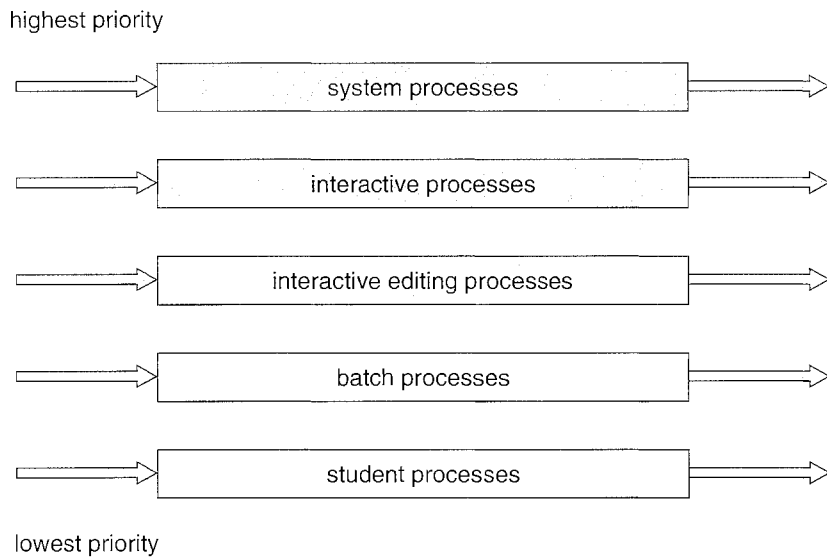 highest priority
system processes
interactive processes
interactive editing processes
batch processes
student processes
lowest priority